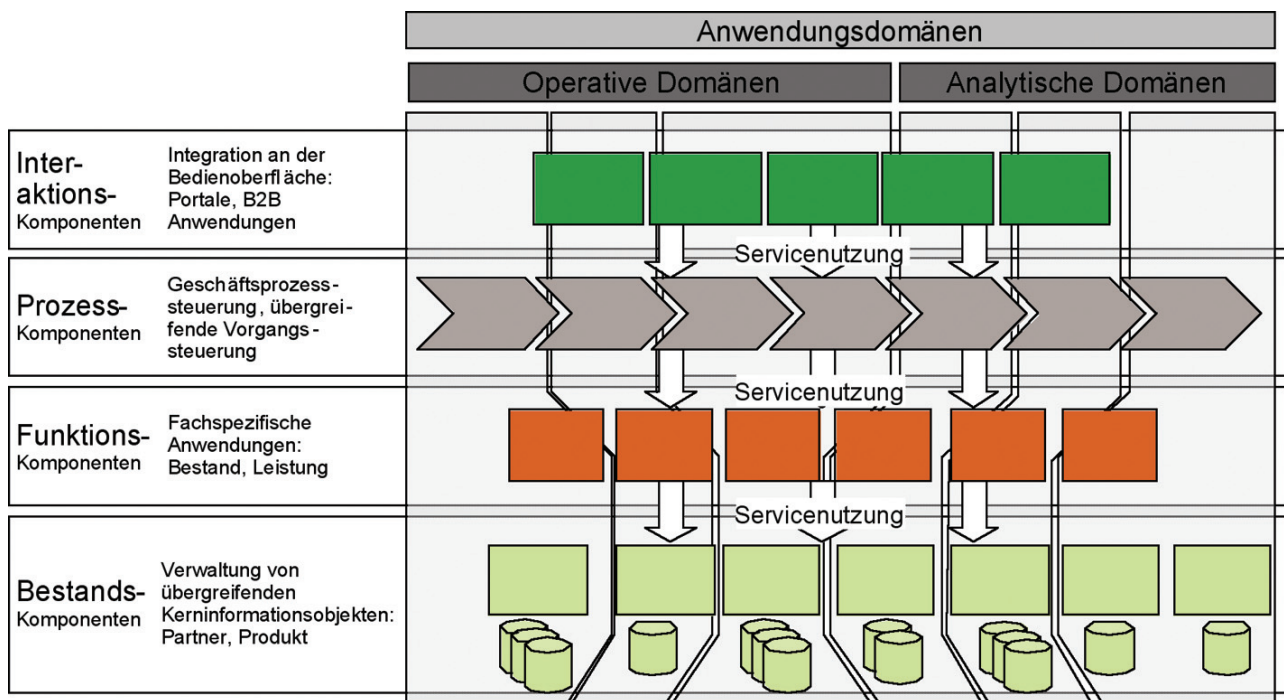 Anwendungsdomänen
Operative Domänen
Analytische Domänen
Inter-
aktions-
Komponenten
Integration an der
Bedienoberfläche:
Portale, B2B
Anwendungen
Servicenutzung
Prozess-
Komponenten
Geschäftsprozess-
steuerung, übergrei-
fende Vorgangs-
steuerung
Servicenutzung
Funktions-
Komponenten
Fachspezifische
Anwendungen:
Bestand, Leistung
Servicenutzung
Bestands-
Komponenten
Verwaltung von
übergreifenden
Kerninformationsobjekten:
Partner, Produkt